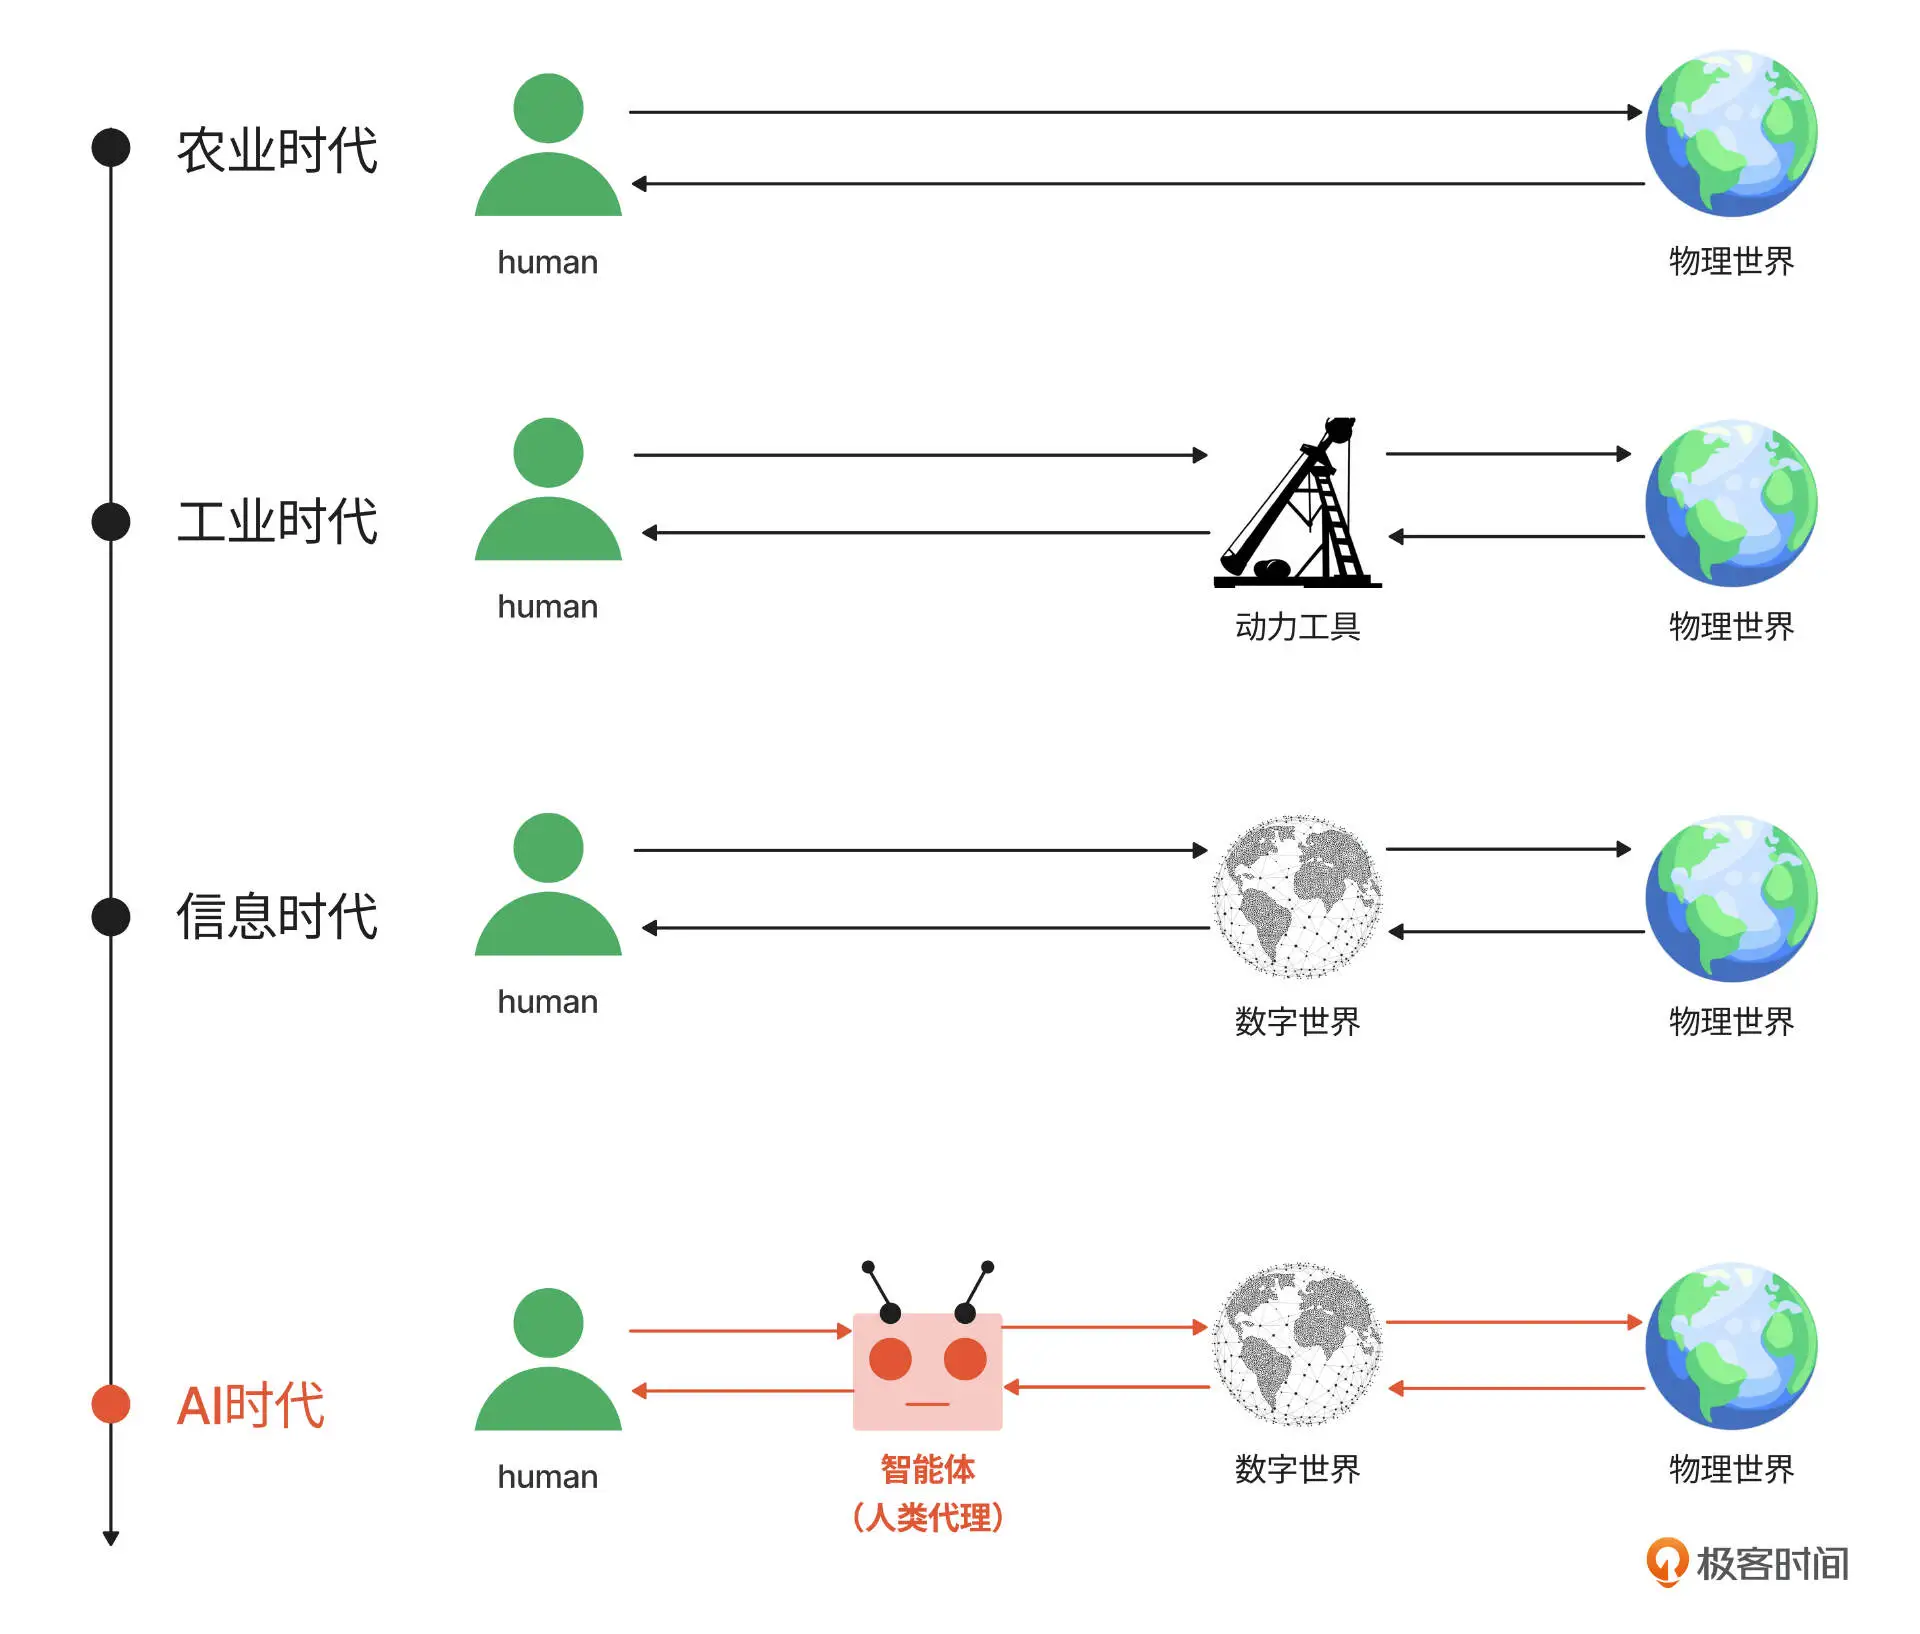 农业时代
human
物理世界
工业时代
human
动力工具
物理世界
信息时代
human
数字世界
物理世界
AI时代
human
智能体
（人类代理）
数字世界
物理世界
极客时间